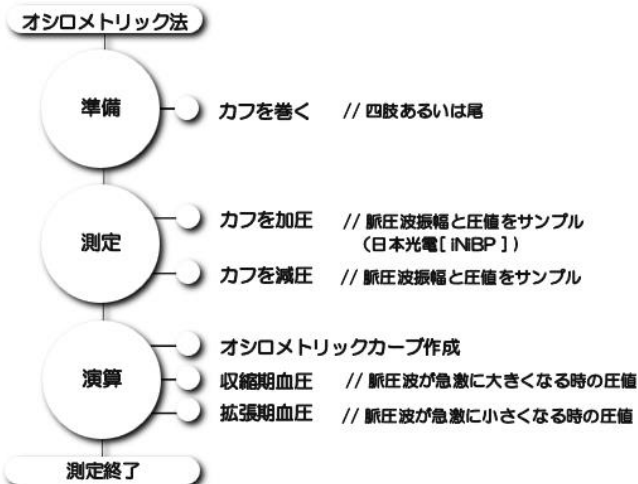 オシロメトリック法
準備
カフを巻く // 四肢あるいは尾
測定
カフを加圧 // 脈圧波振幅と圧値をサンプル
（日本光電[ iNIBP ]）
カフを減圧 // 脈圧波振幅と圧値をサンプル
演算
オシロメトリックカーブ作成
収縮期血圧 // 脈圧波が急激に大きくなる時の圧値
拡張期血圧 // 脈圧波が急激に小さくなる時の圧値
測定終了